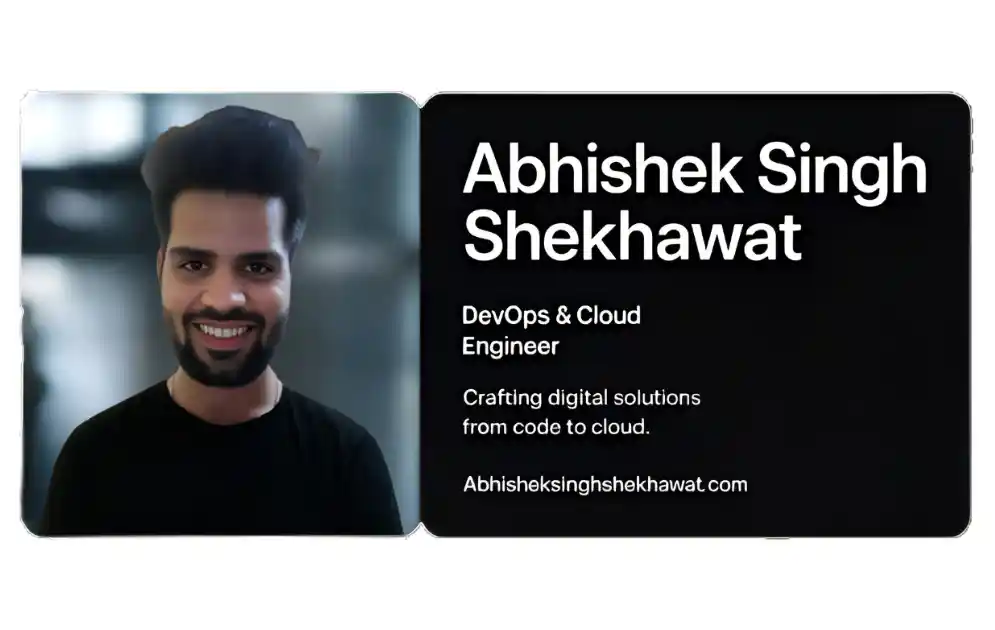 Abhishek Singh
Shekhawat
DevOps & Cloud
Engineer
Crafting digital solutions
from code to cloud.
Abhisheksinghshekhawat.com